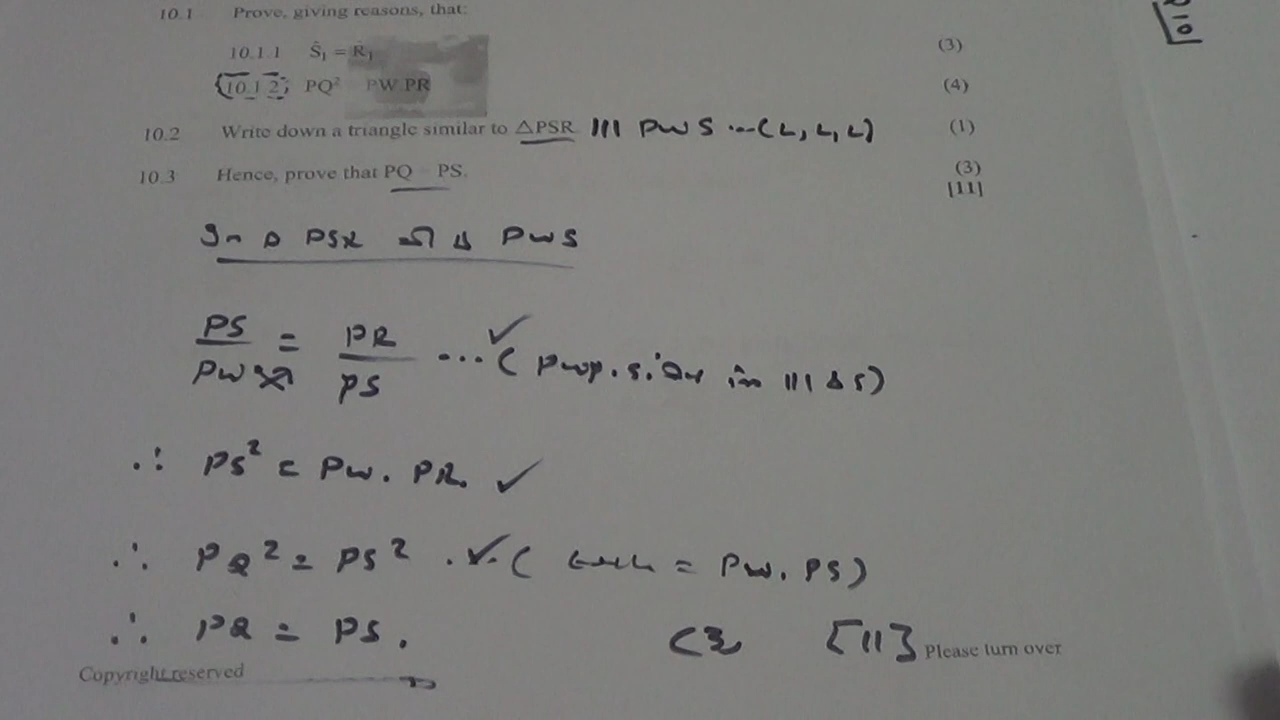 10.1 Prove, giving reasons, that:
10.1.1 Ŝ₁ = R̂₁ (3)
10.1.2 PQ² PW.PR (4)
10.2 Write down a triangle similar to △PSR ||| PWS ...(L, L, L) (1)
10.3 Hence, prove that PQ PS. (3)
[11]
In Δ PSR Δ PWS
PS/PW = PR/PS ...(prop. sides in ||| Δs)
∴ PS² = PW. PR. ✓
∴ PQ² = PS² .✓.( each = PW. PS)
∴ PQ = PS.
(3) [11] Please turn over
Copyright reserved